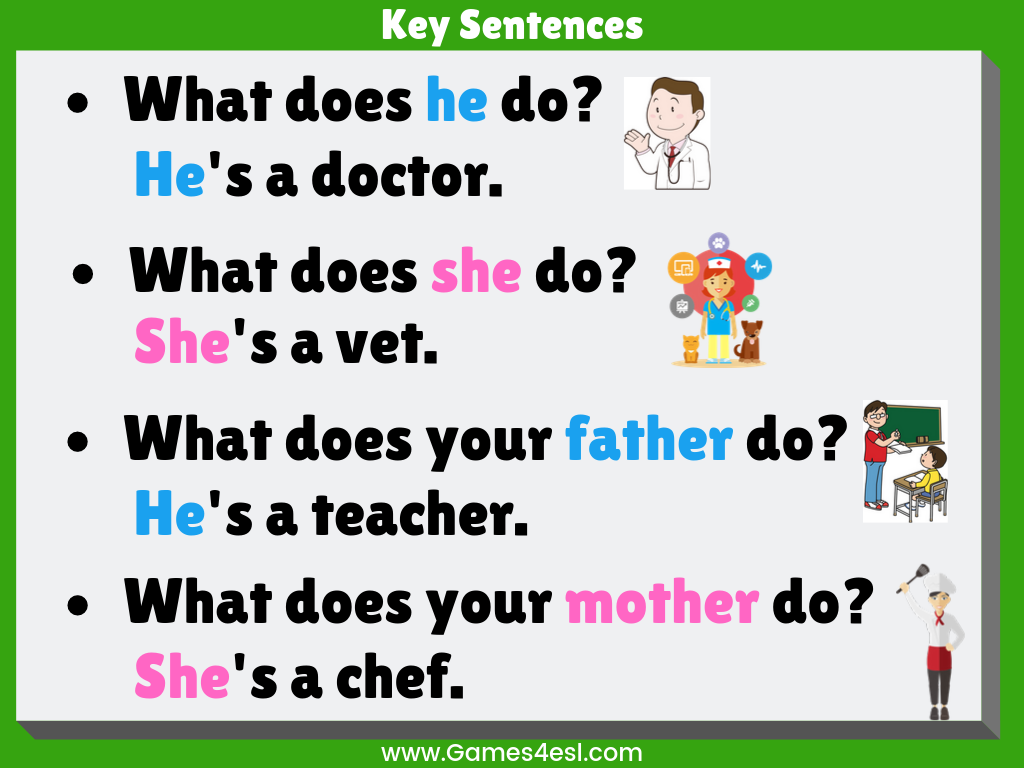 Key Sentences
• What does he do?
He's a doctor.
• What does she do?
She's a vet.
• What does your father do?
He's a teacher.
• What does your mother do?
She's a chef.
www.Games4esl.com